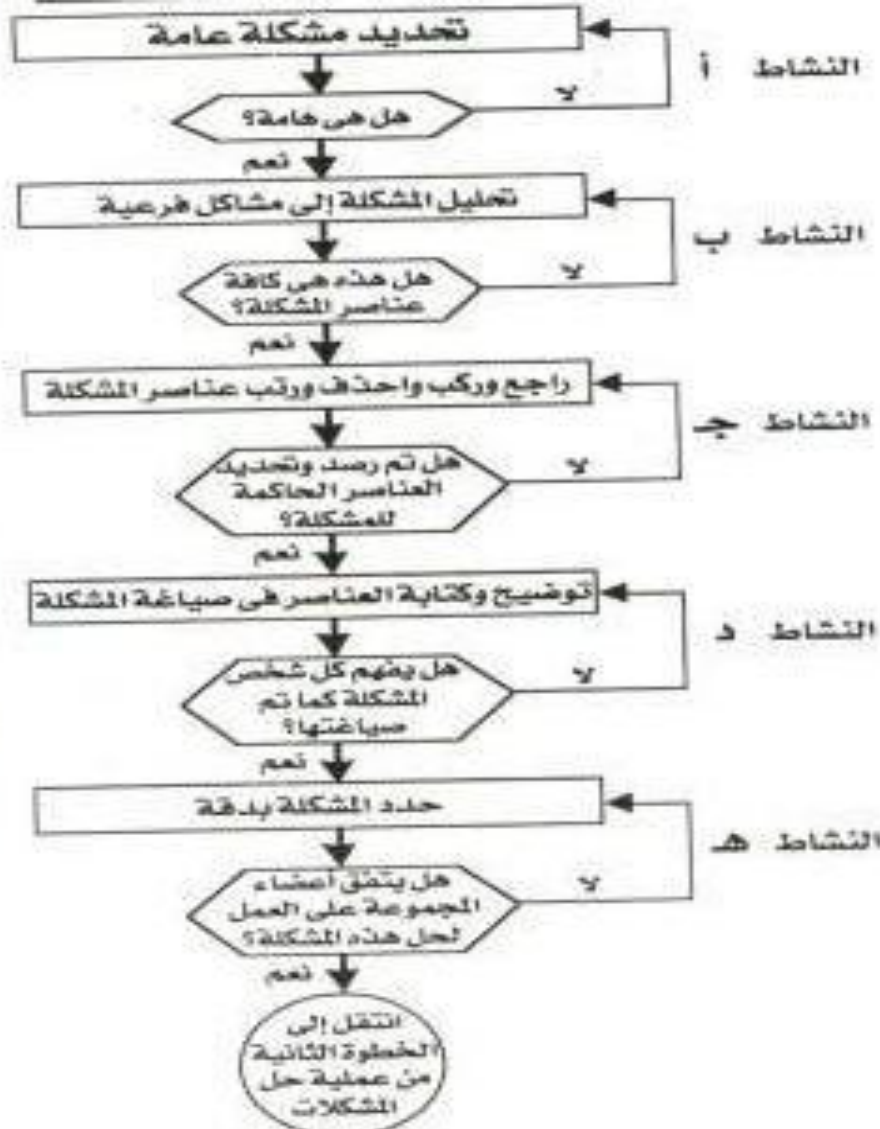 تحديد مشكلة عامة
النشاط أ
هل هى هامة؟
لا
نعم
تحليل المشكلة إلى مشاكل فرعية
النشاط ب
هل هذه هى كافة
عناصر المشكلة؟
لا
نعم
راجع وركب واحذف ورتب عناصر المشكلة
النشاط جـ
هل تم رصد وتحديد
العناصر الحاكمة
للمشكلة؟
لا
نعم
توضيح وكتابة العناصر فى صياغة المشكلة
النشاط د
هل يفهم كل شخص
المشكلة كما تم
صياغتها؟
لا
نعم
حدد المشكلة بدقة
النشاط هـ
هل يتفق أعضاء
المجموعة على العمل
لحل هذه المشكلة؟
لا
نعم
انتقل إلى
الخطوة الثانية
من عملية حل
المشكلات